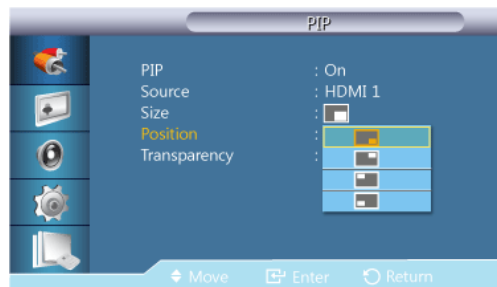 PIP
PIP : On
Source : HDMI 1
Size :
Position :
Transparency :
Move Enter Return